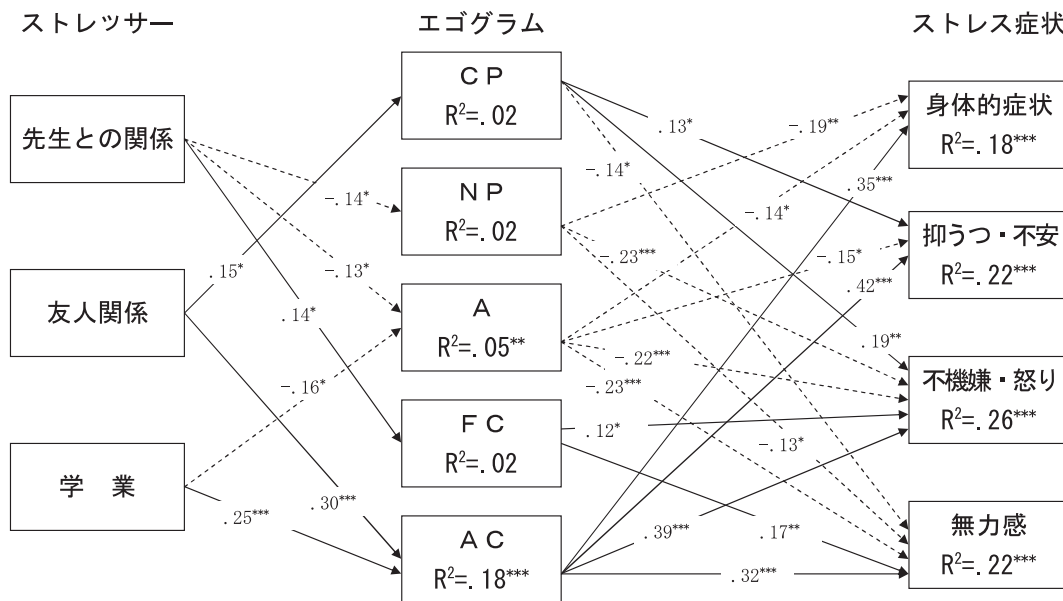 ストレッサー
エゴグラム
ストレス症状
先生との関係
友人関係
学　業
ＣＰ
R²=.02
ＮＰ
R²=.02
Ａ
R²=.05**
ＦＣ
R²=.02
ＡＣ
R²=.18***
身体的症状
R²=.18***
抑うつ・不安
R²=.22***
不機嫌・怒り
R²=.26***
無力感
R²=.22***
-.14*
-.13*
.15*
.14*
-.16*
.30***
.25***
.13*
-.19**
-.14*
.35***
-.14*
-.23***
-.15*
.42***
.19**
-.22***
-.23***
.12*
-.13*
.39***
.17**
.32***